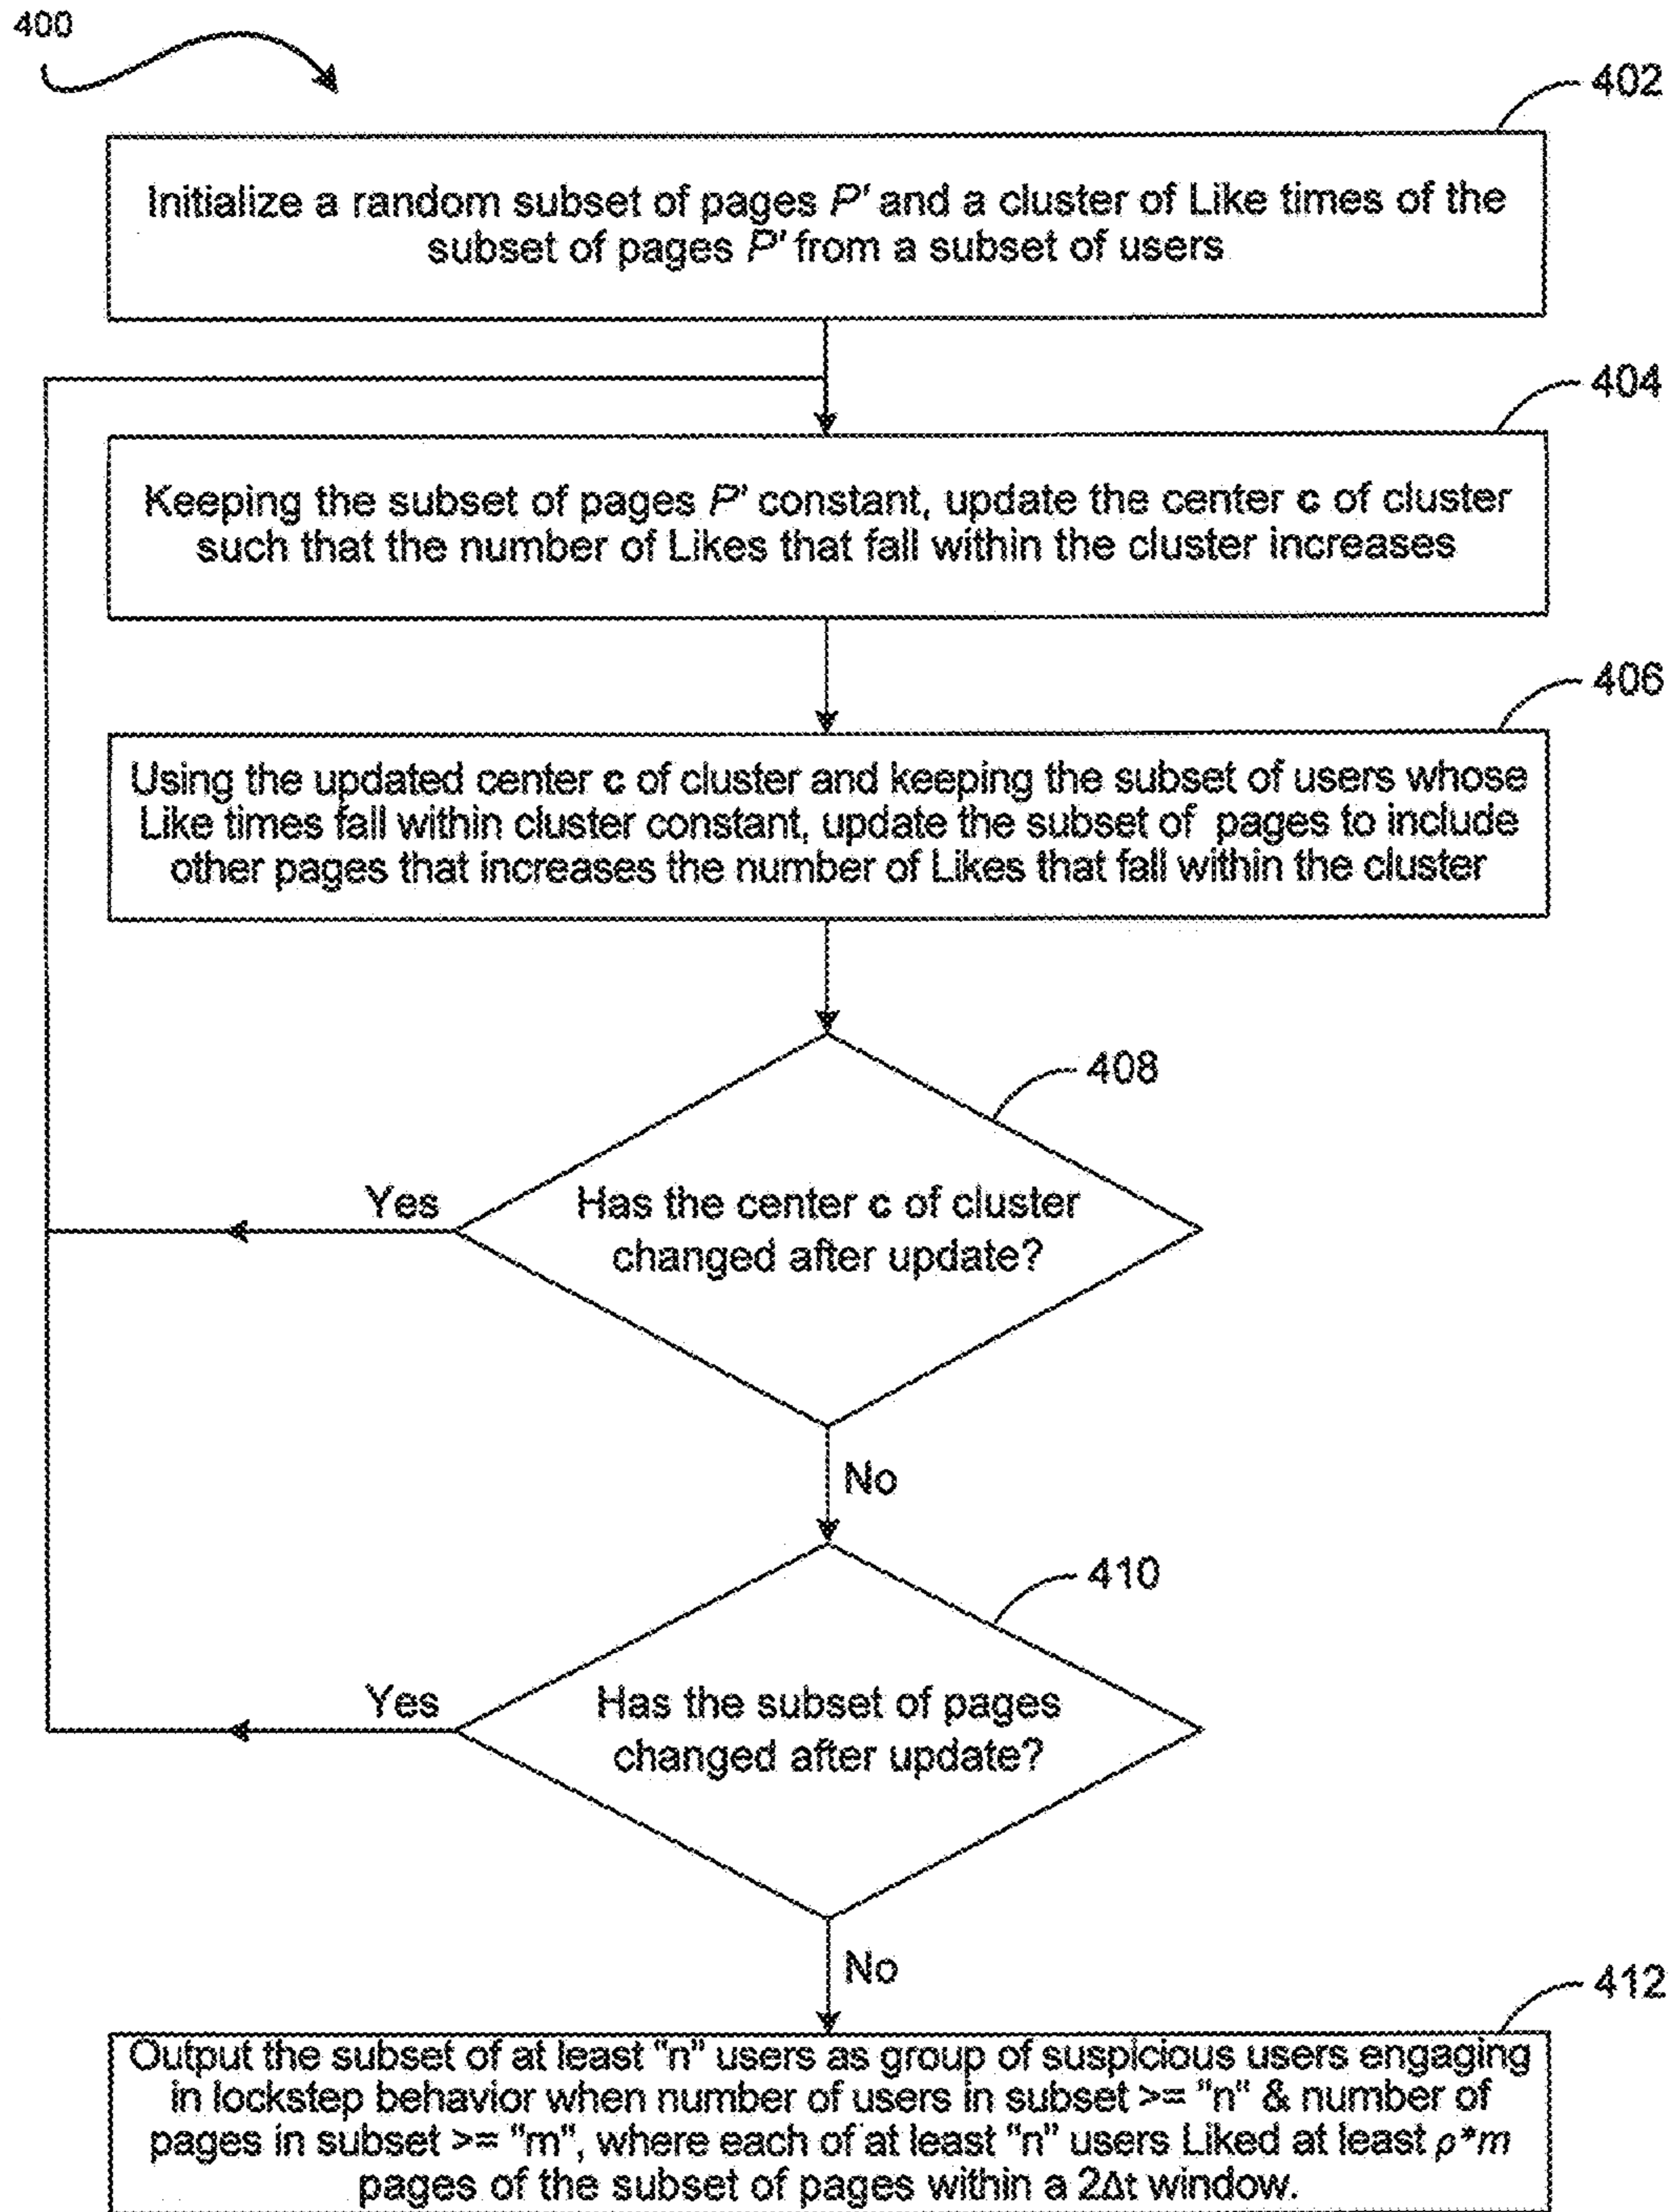 400
402
Initialize a random subset of pages P' and a cluster of Like times of the
subset of pages P' from a subset of users
404
Keeping the subset of pages P' constant, update the center c of cluster
such that the number of Likes that fall within the cluster increases
406
Using the updated center c of cluster and keeping the subset of users whose
Like times fall within cluster constant, update the subset of pages to include
other pages that increases the number of Likes that fall within the cluster
408
Yes
Has the center c of cluster
changed after update?
No
410
Yes
Has the subset of pages
changed after update?
No
412
Output the subset of at least "n" users as group of suspicious users engaging
in lockstep behavior when number of users in subset >= "n" & number of
pages in subset >= "m", where each of at least "n" users Liked at least ρ*m
pages of the subset of pages within a 2Δt window.